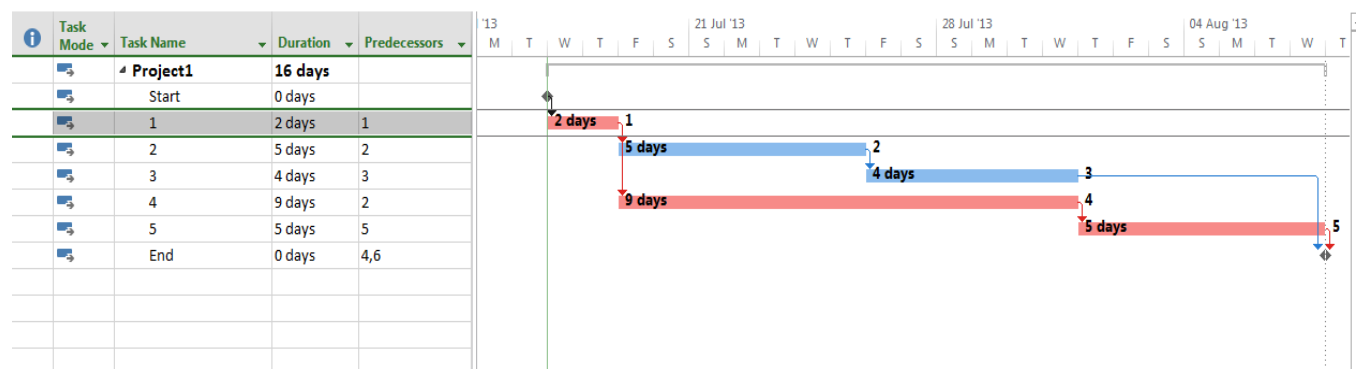 Task Mode Task Name Duration Predecessors
'13 21 Jul '13 28 Jul '13 04 Aug '13
M T W T F S S M T W T F S S M T W T F S S M T W T
Project1 16 days
Start 0 days
1 2 days 1 2 days 1
2 5 days 2 5 days 2
3 4 days 3 4 days 3
4 9 days 2 9 days 4
5 5 days 5 5 days 5
End 0 days 4,6